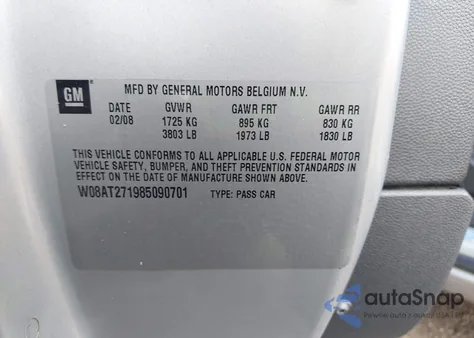 GM
MFD BY GENERAL MOTORS BELGIUM N.V.
DATE GVWR GAWR FRT GAWR RR
02/08 1725 KG 895 KG 830 KG
3803 LB 1973 LB 1830 LB
THIS VEHICLE CONFORMS TO ALL APPLICABLE U.S. FEDERAL MOTOR
VEHICLE SAFETY, BUMPER, AND THEFT PREVENTION STANDARDS IN
EFFECT ON THE DATE OF MANUFACTURE SHOWN ABOVE.
W08AT271985090701 TYPE: PASS CAR
autoSnap